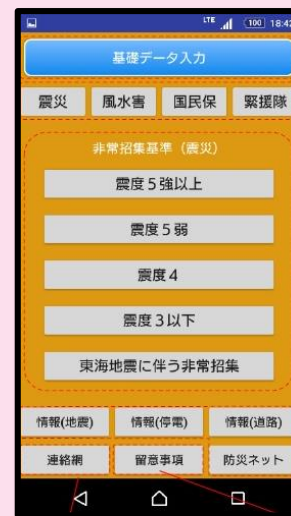 LTE 100 18:42
基礎データ入力
震災 風水害 国民保 緊援隊
非常招集基準(震災)
震度5強以上
震度5弱
震度4
震度3以下
東海地震に伴う非常招集
情報(地震) 情報(停電) 情報(道路)
連絡網 留意事項 防災ネット